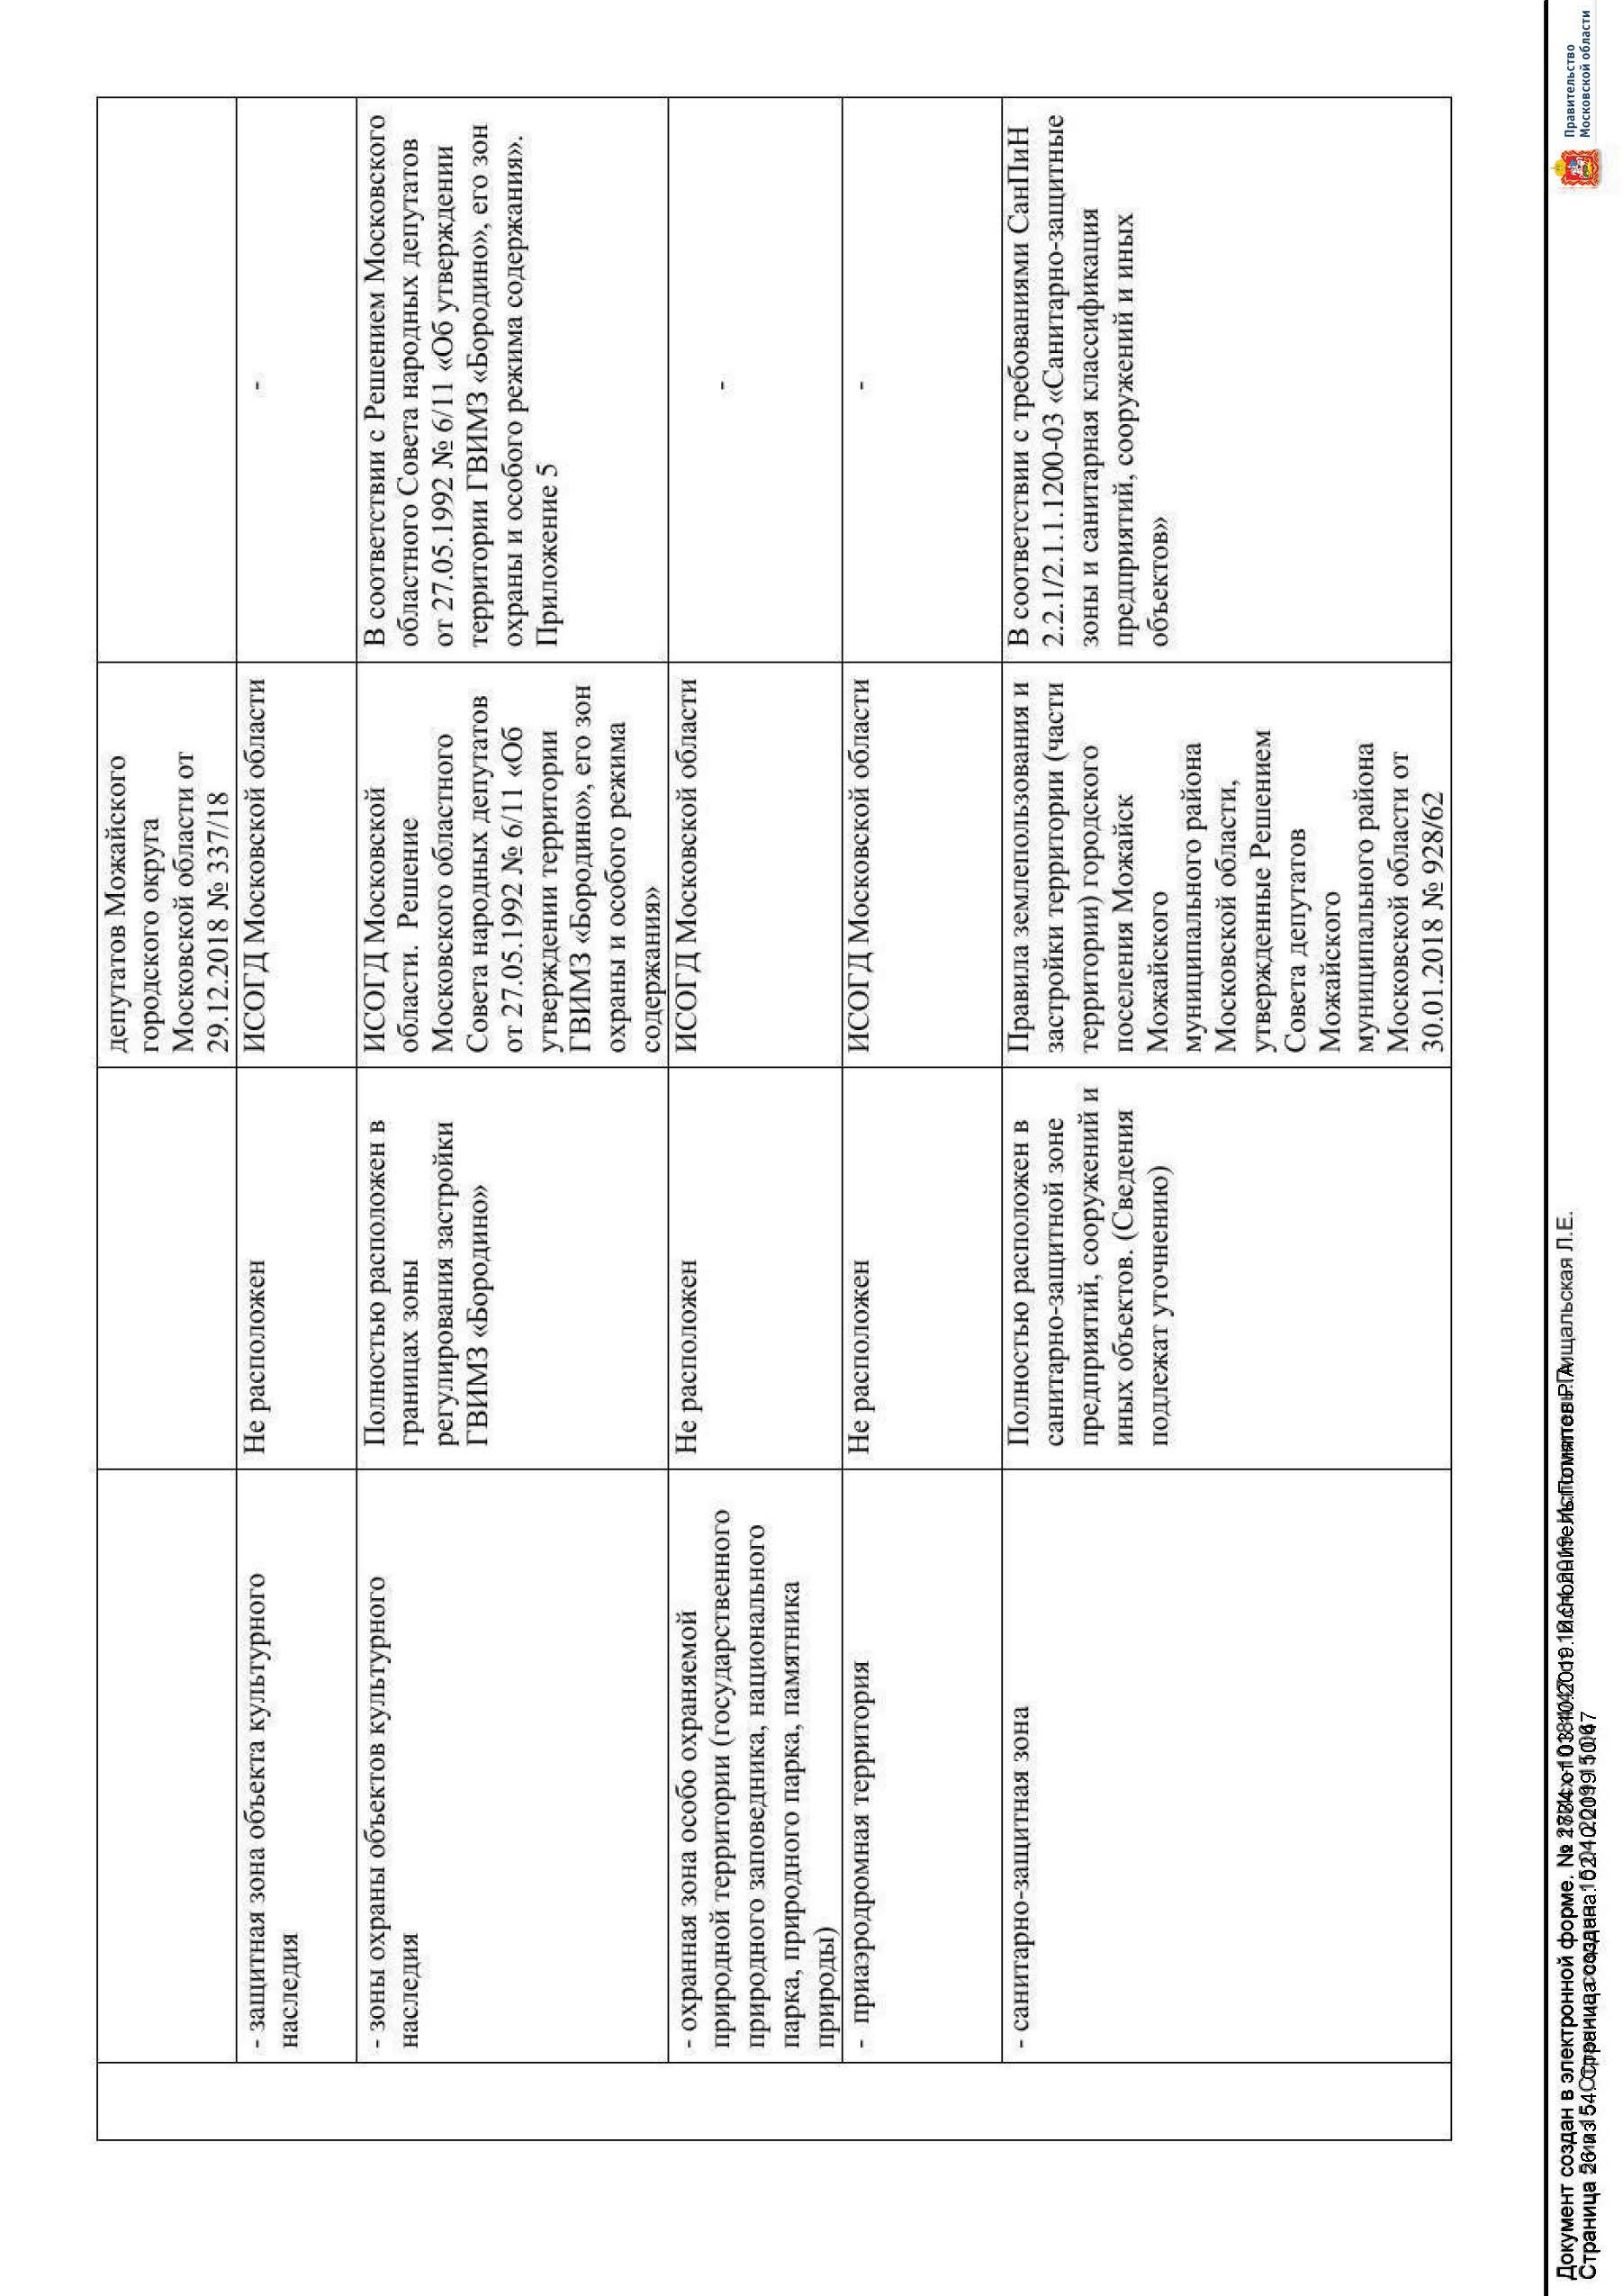 депутатов Можайского
городского округа
Московской области от
29.12.2018 № 337/18
- защитная зона объекта культурного
наследия
Не расположен
ИСОГД Московской области
-
- зоны охраны объектов культурного
наследия
Полностью расположен в
границах зоны
регулирования застройки
ГВИМЗ «Бородино»
ИСОГД Московской
области. Решение
Московского областного
Совета народных депутатов
от 27.05.1992 № 6/11 «Об
утверждении территории
ГВИМЗ «Бородино», его зон
охраны и особого режима
содержания»
В соответствии с Решением Московского
областного Совета народных депутатов
от 27.05.1992 № 6/11 «Об утверждении
территории ГВИМЗ «Бородино», его зон
охраны и особого режима содержания».
Приложение 5
- охранная зона особо охраняемой
природной территории (государственного
природного заповедника, национального
парка, природного парка, памятника
природы)
Не расположен
ИСОГД Московской области
-
- приаэродромная территория
Не расположен
ИСОГД Московской области
-
- санитарно-защитная зона
Полностью расположен в
санитарно-защитной зоне
предприятий, сооружений и
иных объектов. (Сведения
подлежат уточнению)
Правила землепользования и
застройки территории (части
территории) городского
поселения Можайск
Можайского
муниципального района
Московской области,
утвержденные Решением
Совета депутатов
Можайского
муниципального района
Московской области от
30.01.2018 № 928/62
В соответствии с требованиями СанПиН
2.2.1/2.1.1.1200-03 «Санитарно-защитные
зоны и санитарная классификация
предприятий, сооружений и иных
объектов»
Документ создан в электронной форме. №
Страница
Правительство
Московской области